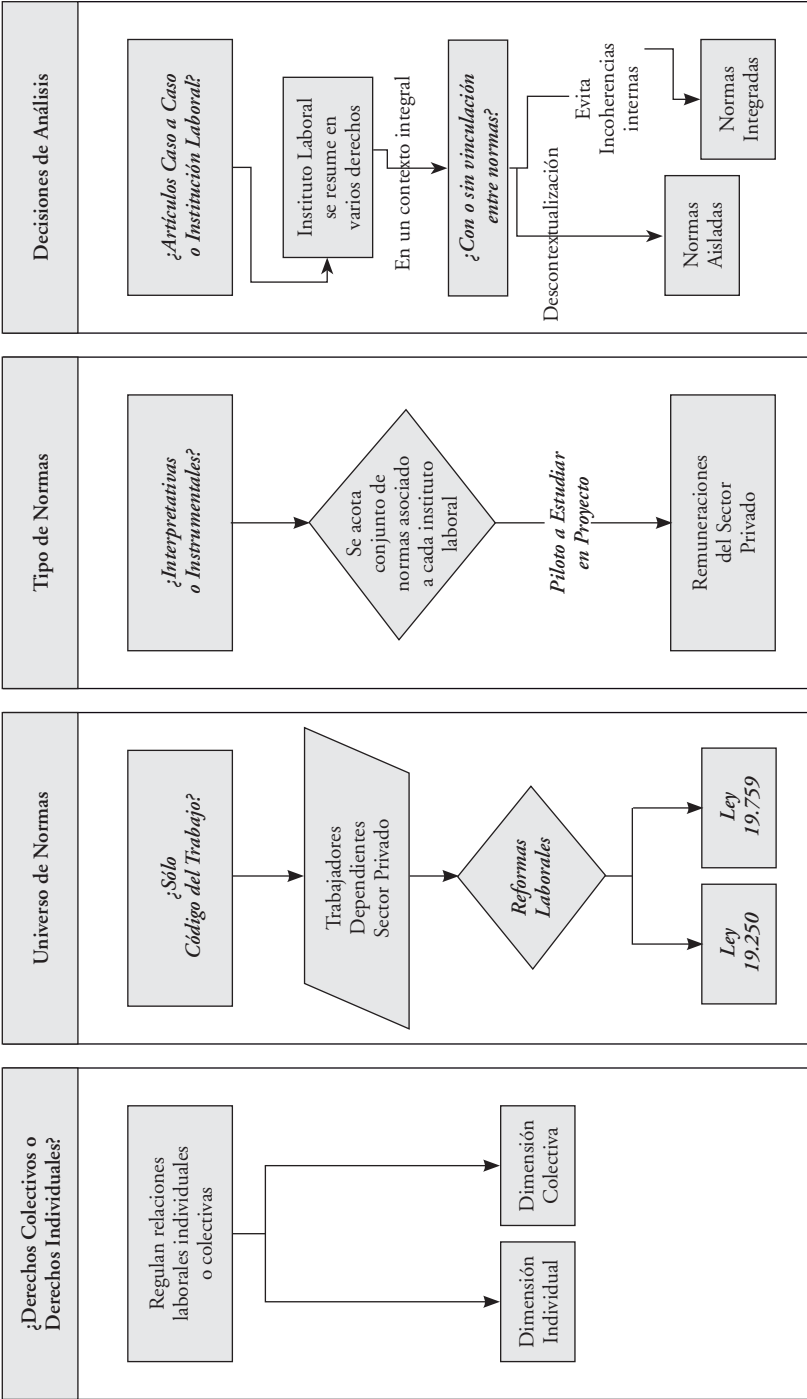 ¿Derechos Colectivos o
Derechos Individuales?
Regulan relaciones
laborales individuales
o colectivas
Dimensión
Individual
Dimensión
Colectiva
Universo de Normas
¿Sólo
Código del Trabajo?
Trabajadores
Dependientes
Sector Privado
Reformas
Laborales
Ley
19.250
Ley
19.759
Tipo de Normas
¿Interpretativas
o Instrumentales?
Se acota
conjunto de
normas asociado
a cada instituto
laboral
Piloto a Estudiar
en Proyecto
Remuneraciones
del Sector
Privado
Decisiones de Análisis
¿Artículos Caso a Caso
o Institución Laboral?
Instituto Laboral
se resume en
varios derechos
En un contexto integral
¿Con o sin vinculación
entre normas?
Descontextualización
Evita
Incoherencias
internas
Normas
Aisladas
Normas
Integradas